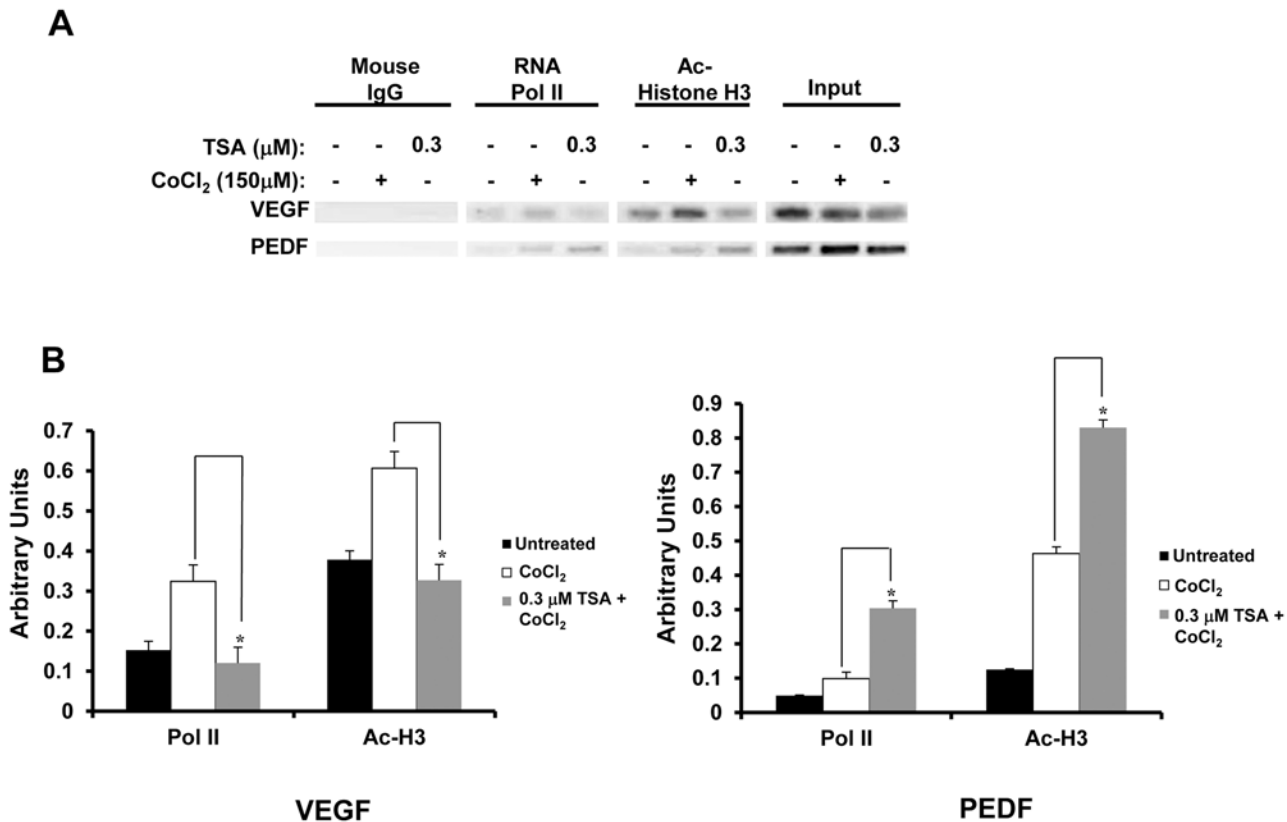 A
Mouse IgG RNA Pol II Ac- Histone H3 Input
TSA (μM): - - 0.3 - - 0.3 - - 0.3 - - 0.3
CoCl₂ (150μM): - + - - + - - + - - + -
VEGF
PEDF
B
Arbitrary Units
0.7
0.6
0.5
0.4
0.3
0.2
0.1
0
* *
Pol II Ac-H3
Untreated
CoCl₂
0.3 μM TSA +
CoCl₂
VEGF
Arbitrary Units
0.9
0.8
0.7
0.6
0.5
0.4
0.3
0.2
0.1
0
* *
Pol II Ac-H3
Untreated
CoCl₂
0.3 μM TSA +
CoCl₂
PEDF